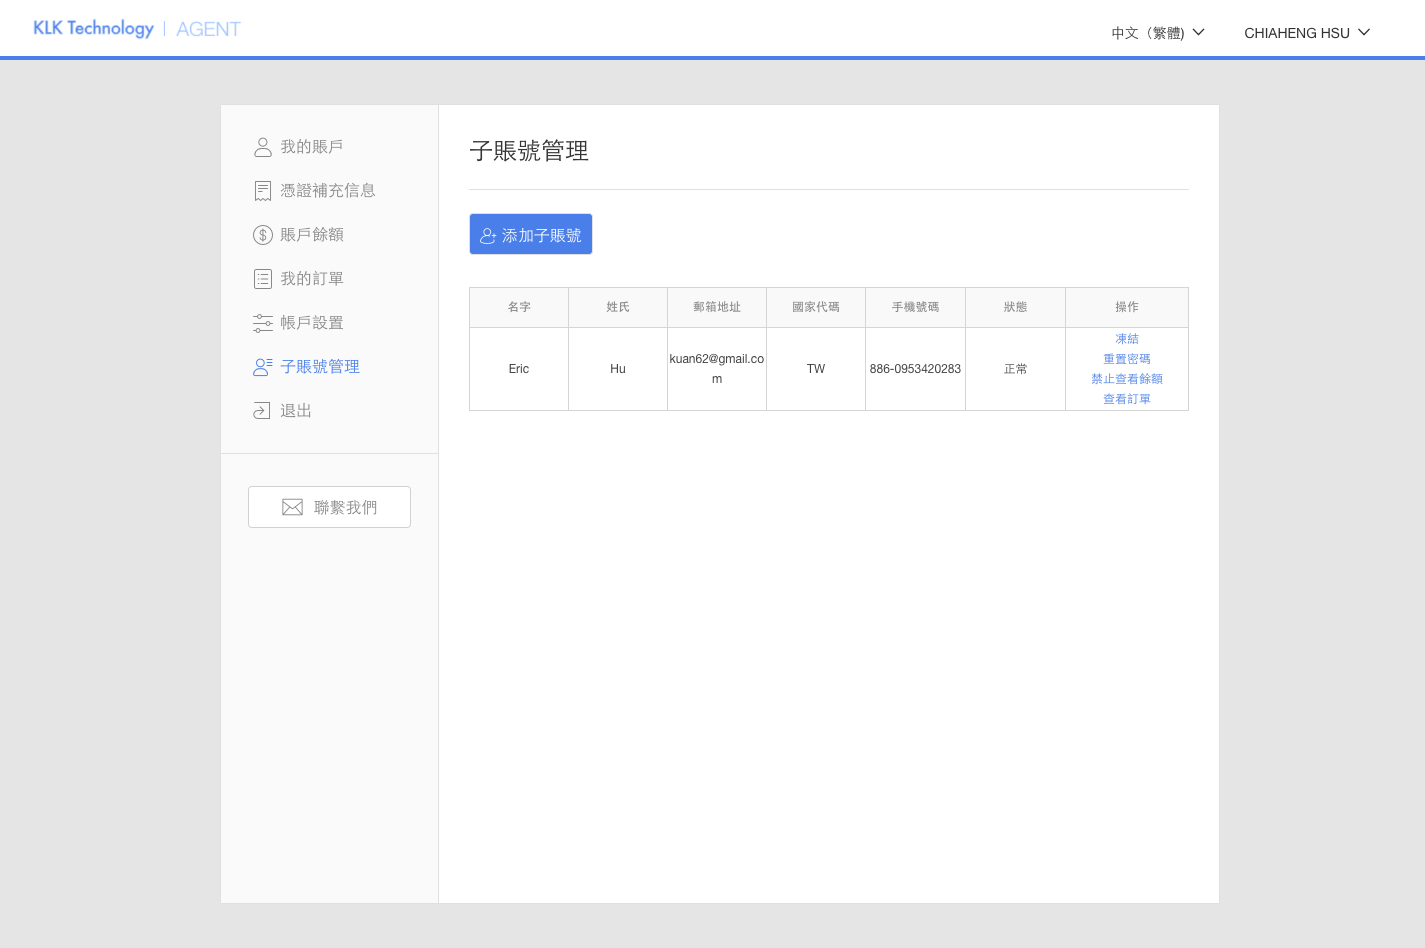 KLK Technology | AGENT
中文（繁體)
CHIAHENG HSU
我的賬戶
憑證補充信息
賬戶餘額
我的訂單
帳戶設置
子賬號管理
退出
聯繫我們
子賬號管理
添加子賬號
名字 姓氏 郵箱地址 國家代碼 手機號碼 狀態 操作
Eric Hu kuan62@gmail.co
m
TW 886-0953420283 正常
凍結
重置密碼
禁止查看餘額
查看訂單